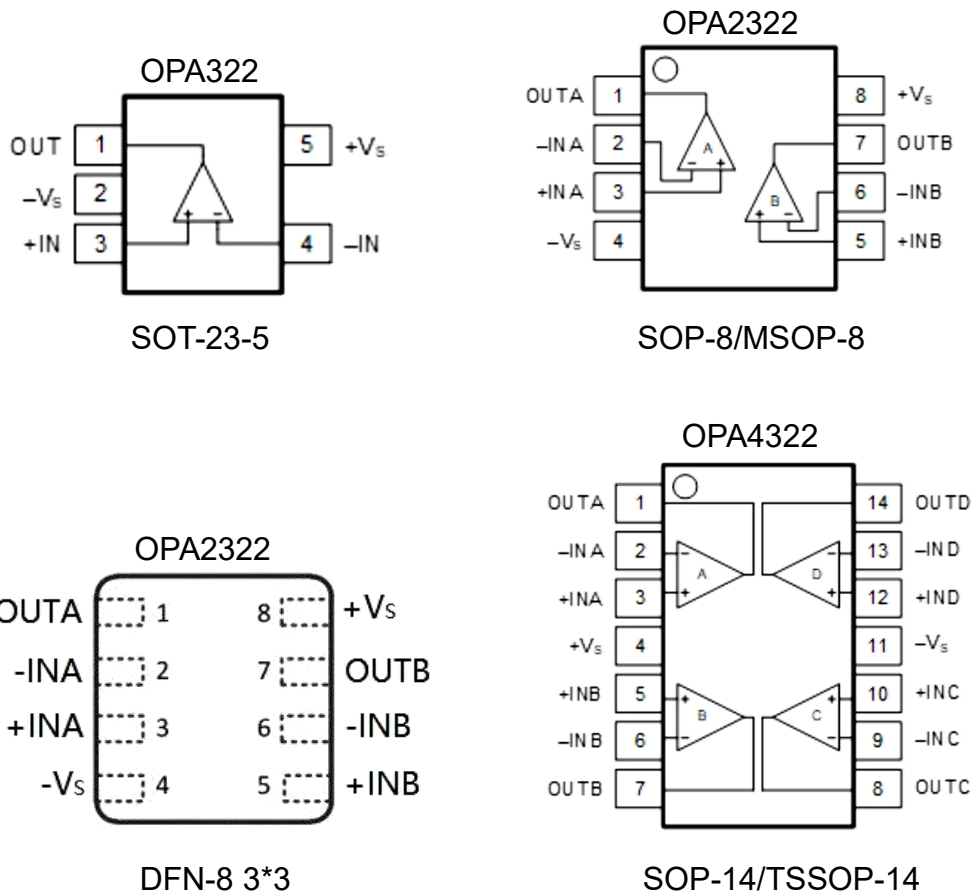 OPA322
OUT 1 5 +Vs
–Vs 2
+IN 3 4 –IN
+ –
SOT-23-5
OPA2322
OUTA 1 8 +Vs
–INA 2 7 OUTB
A
– +
+INA 3 6 –INB
B
+ –
–Vs 4 5 +INB
SOP-8/MSOP-8
OPA2322
OUTA 1 8 +Vs
-INA 2 7 OUTB
+INA 3 6 -INB
-Vs 4 5 +INB
DFN-8 3*3
OPA4322
OUTA 1 14 OUTD
–INA 2 – – 13 –IND
A D
+INA 3 + + 12 +IND
+Vs 4 11 –Vs
+INB 5 + + 10 +INC
B C
–INB 6 – – 9 –INC
OUTB 7 8 OUTC
SOP-14/TSSOP-14